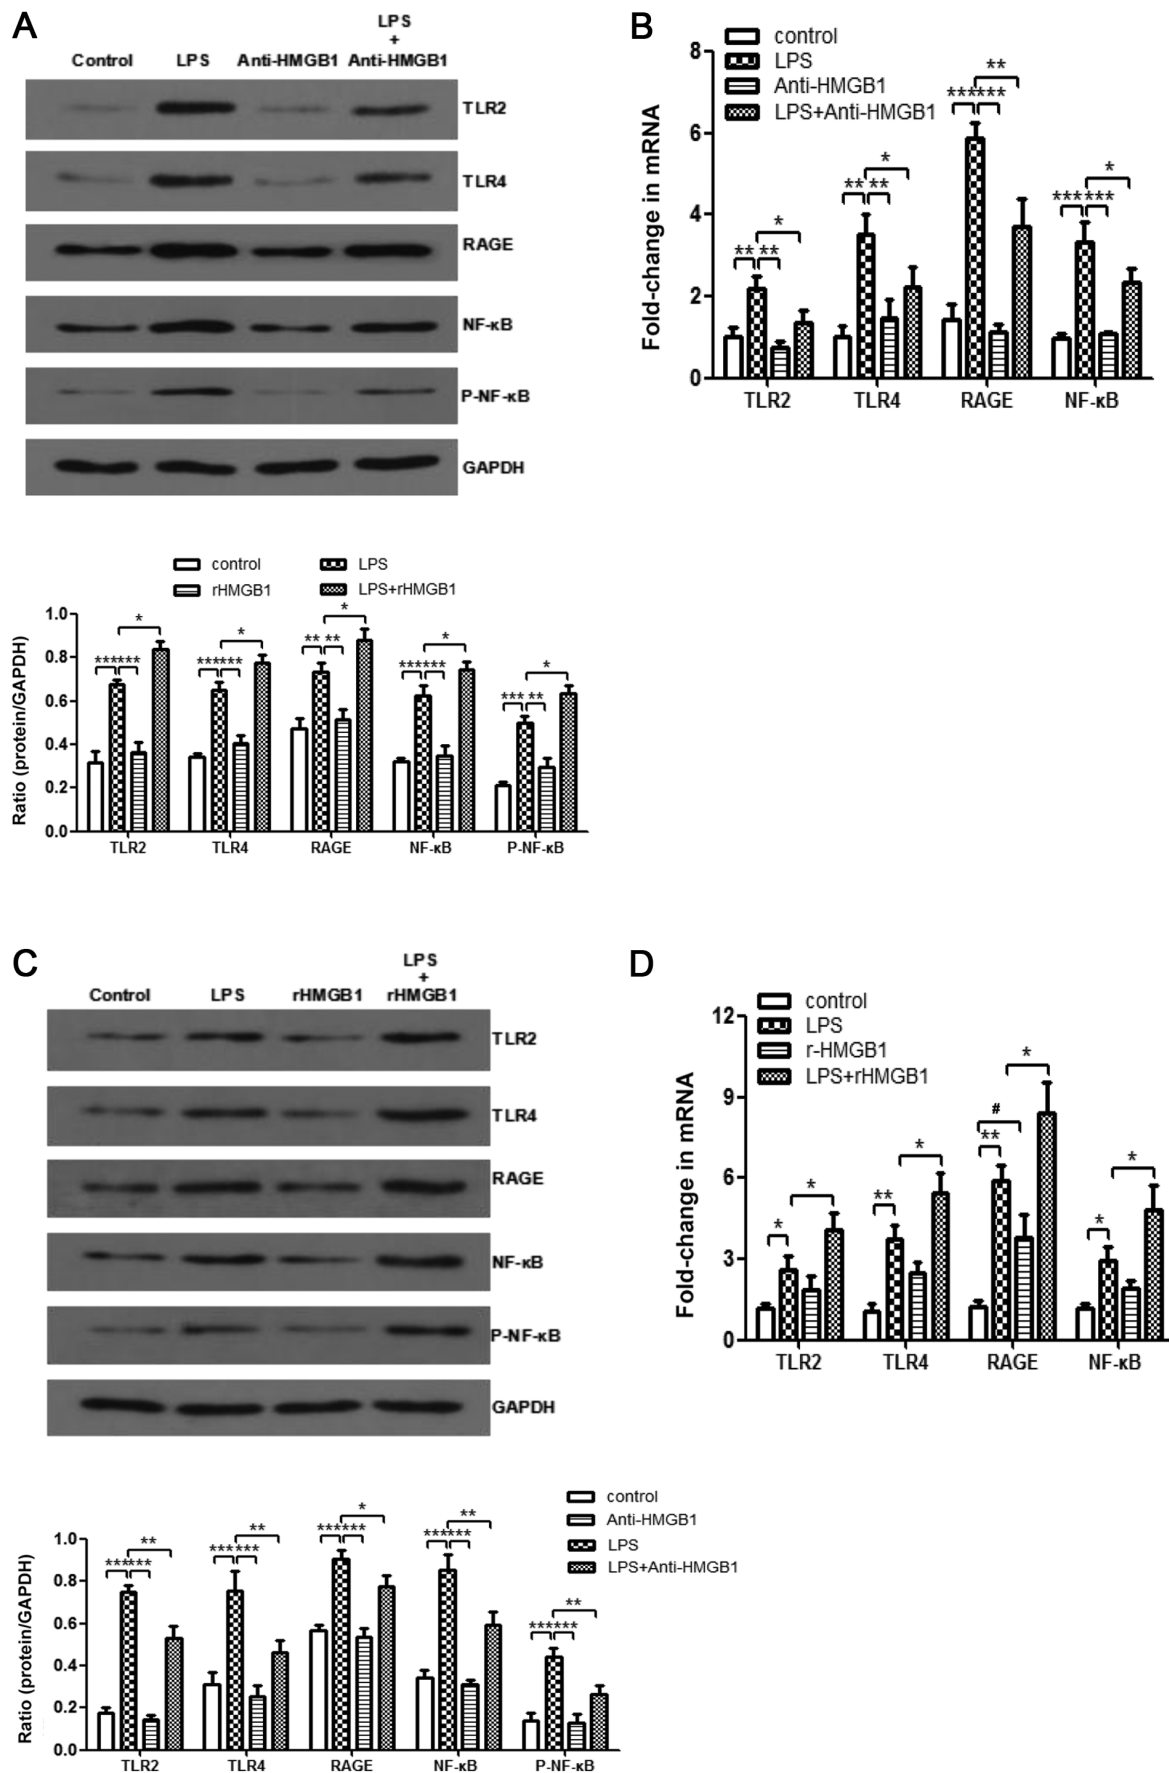 A
Control LPS Anti-HMGB1 LPS + Anti-HMGB1
TLR2
TLR4
RAGE
NF-κB
P-NF-κB
GAPDH
control LPS
rHMGB1 LPS+rHMGB1
Ratio (protein/GAPDH)
1.0
0.8
0.6
0.4
0.2
0.0
*** *** *
*** *** *
** ** *
*** *** *
*** ** *
TLR2 TLR4 RAGE NF-κB P-NF-κB
B
control
LPS
Anti-HMGB1
LPS+Anti-HMGB1
Fold-change in mRNA
8
6
4
2
0
** ** *
** ** *
*** *** **
*** *** *
TLR2 TLR4 RAGE NF-κB
C
Control LPS rHMGB1 LPS + rHMGB1
TLR2
TLR4
RAGE
NF-κB
P-NF-κB
GAPDH
control
Anti-HMGB1
LPS
LPS+Anti-HMGB1
Ratio (protein/GAPDH)
1.0
0.8
0.6
0.4
0.2
0.0
*** *** **
*** *** **
*** *** *
*** *** **
*** *** **
TLR2 TLR4 RAGE NF-κB P-NF-κB
D
control
LPS
r-HMGB1
LPS+rHMGB1
Fold-change in mRNA
12
9
6
3
0
* *
** *
** # *
* *
TLR2 TLR4 RAGE NF-κB